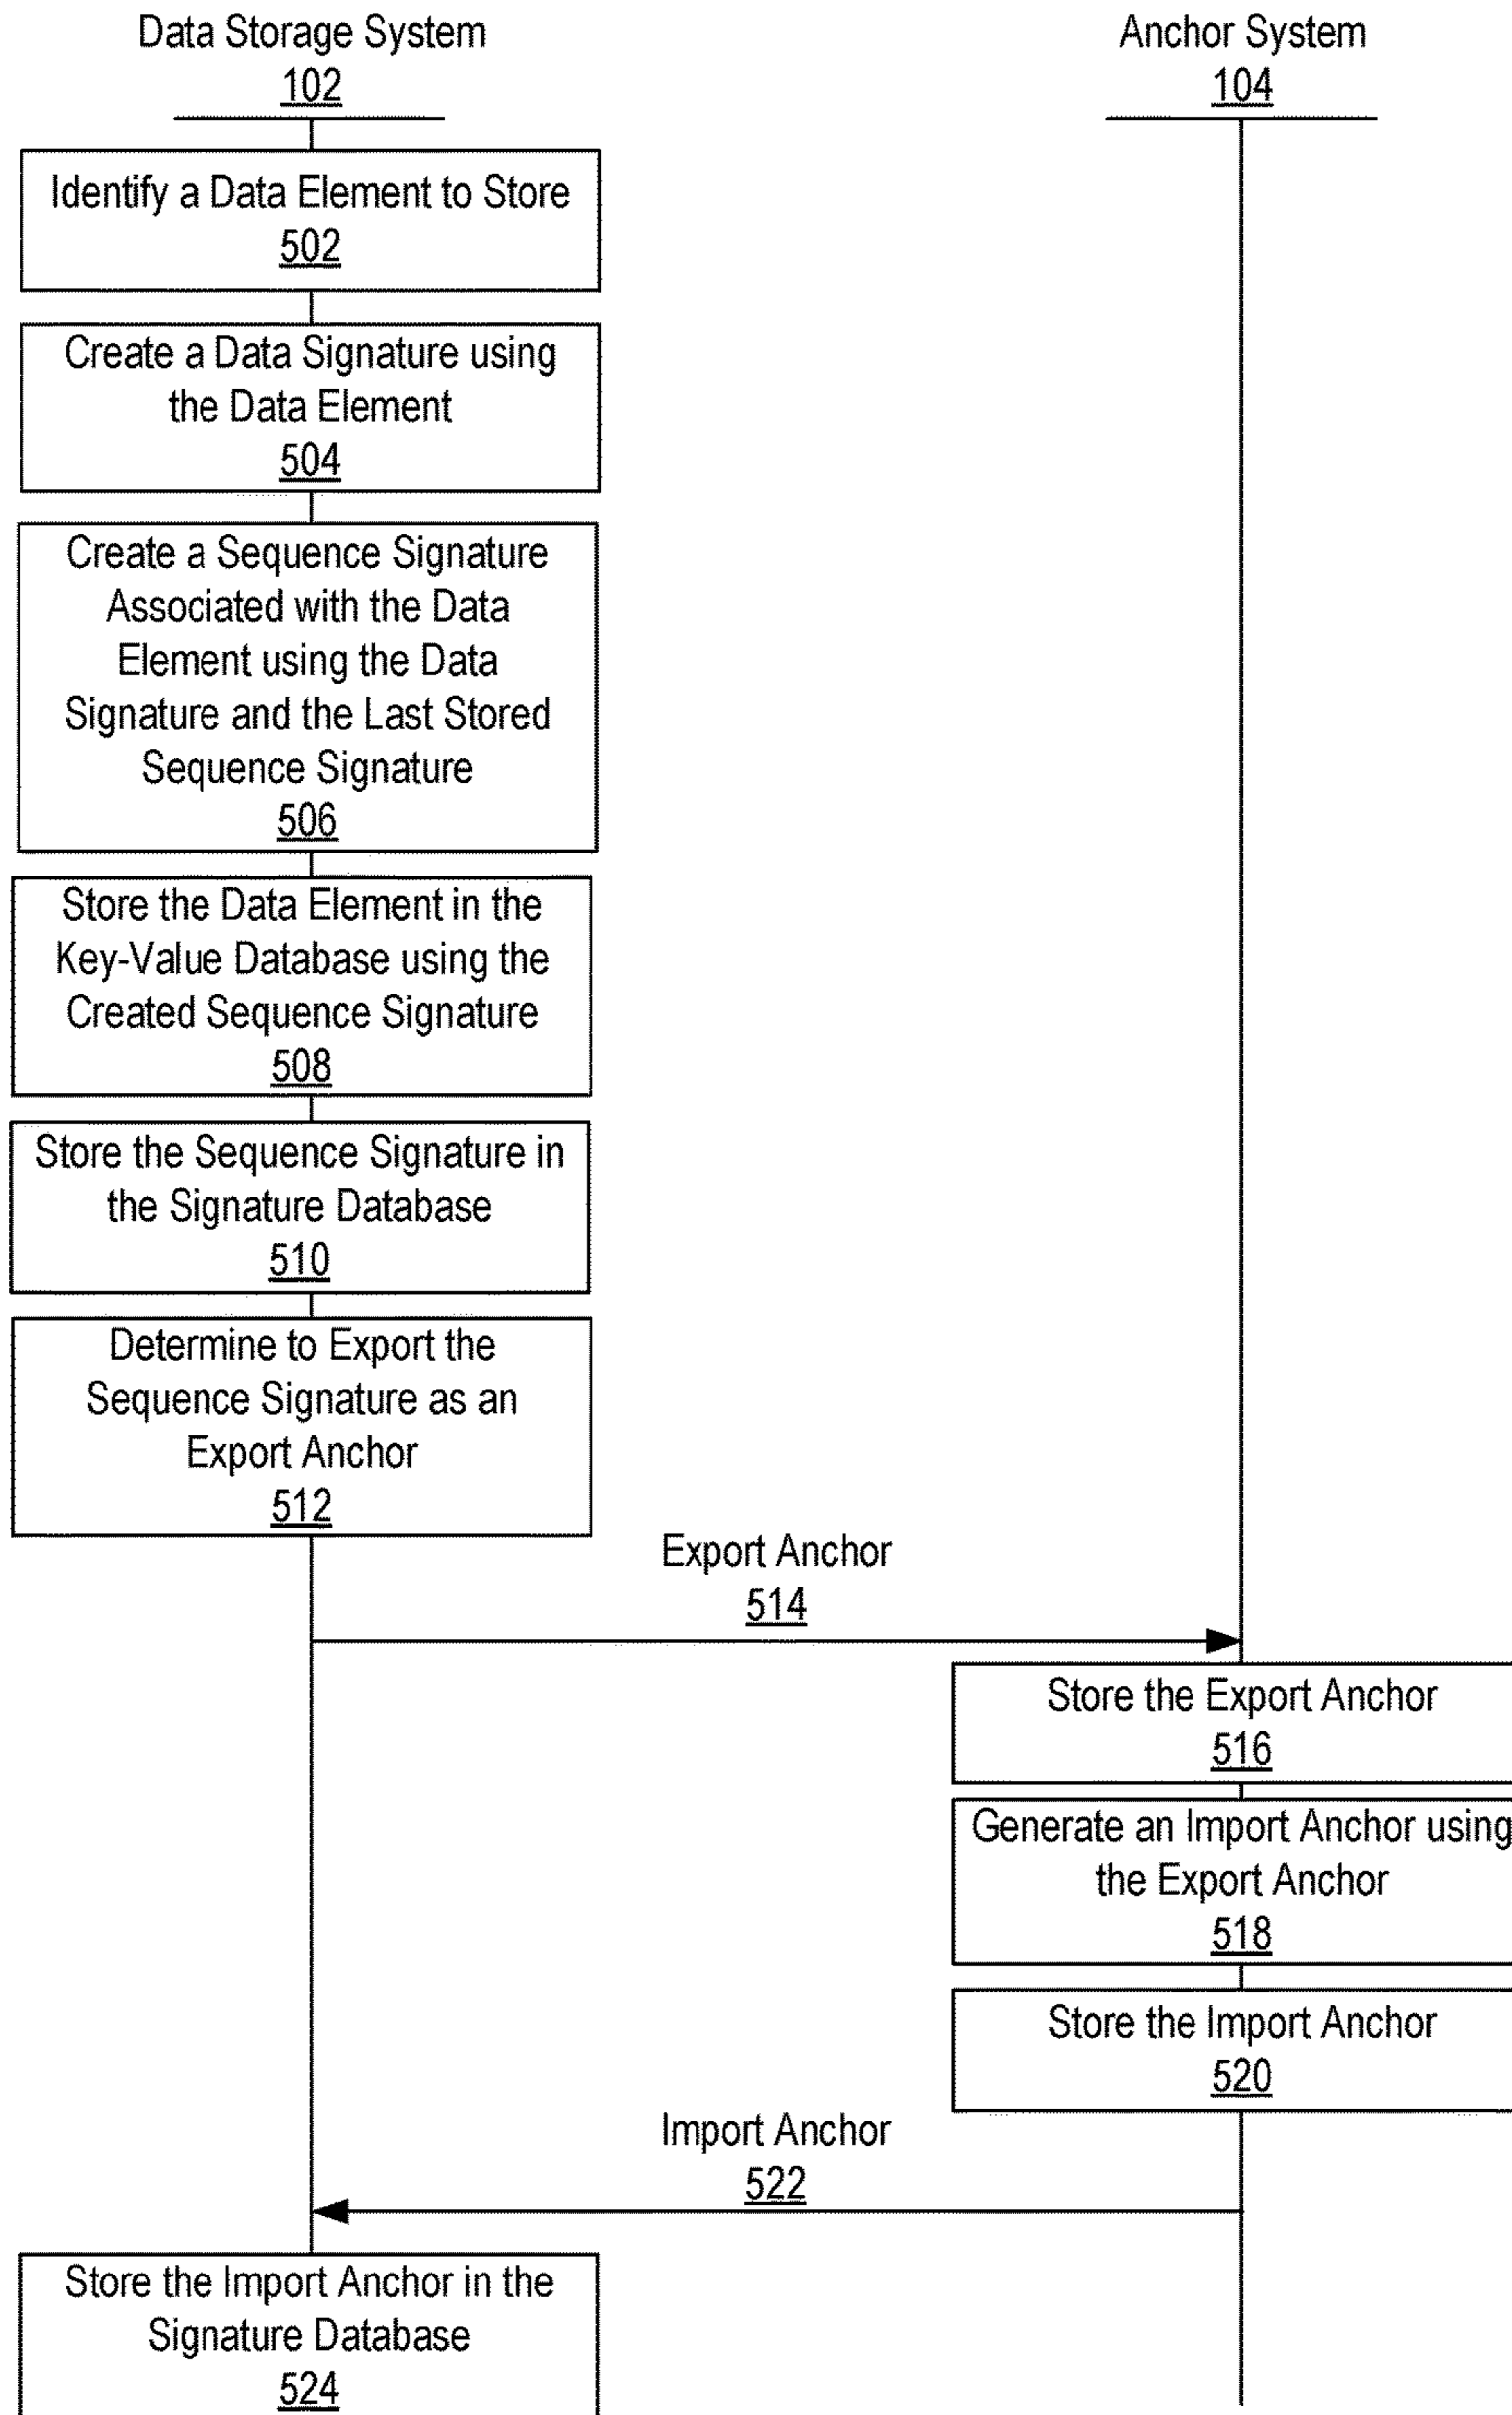 Data Storage System
102
Anchor System
104
Identify a Data Element to Store
502
Create a Data Signature using
the Data Element
504
Create a Sequence Signature
Associated with the Data
Element using the Data
Signature and the Last Stored
Sequence Signature
506
Store the Data Element in the
Key-Value Database using the
Created Sequence Signature
508
Store the Sequence Signature in
the Signature Database
510
Determine to Export the
Sequence Signature as an
Export Anchor
512
Export Anchor
514
Store the Export Anchor
516
Generate an Import Anchor using
the Export Anchor
518
Store the Import Anchor
520
Import Anchor
522
Store the Import Anchor in the
Signature Database
524